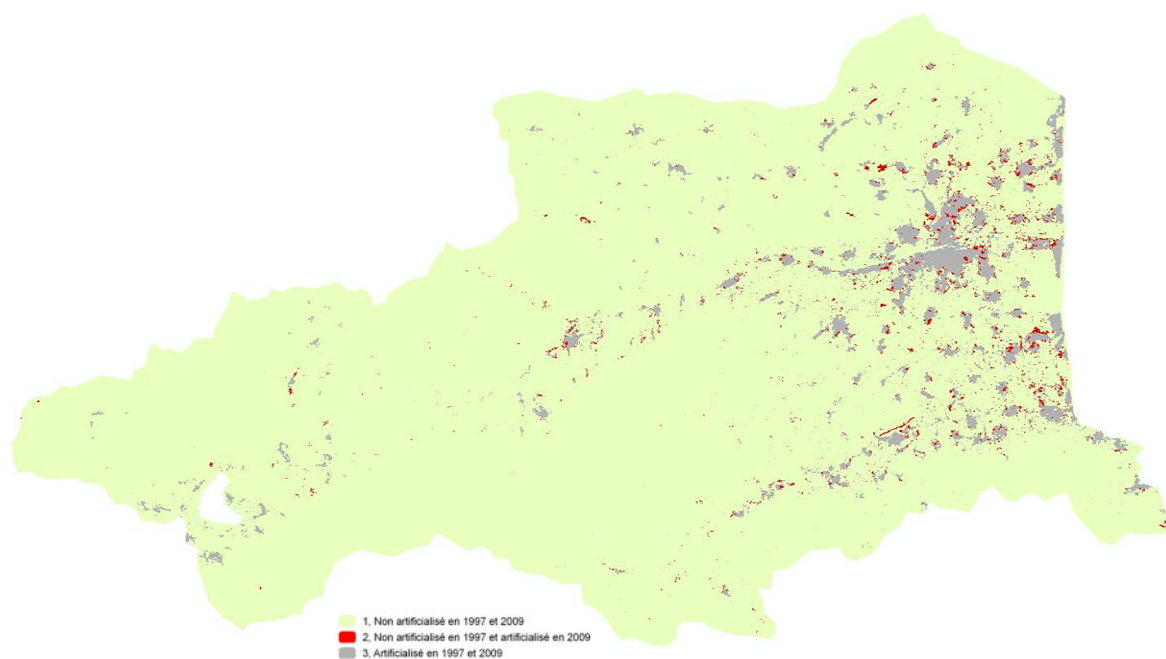 1, Non artificialisé en 1997 et 2009
2, Non artificialisé en 1997 et artificialisé en 2009
3, Artificialisé en 1997 et 2009